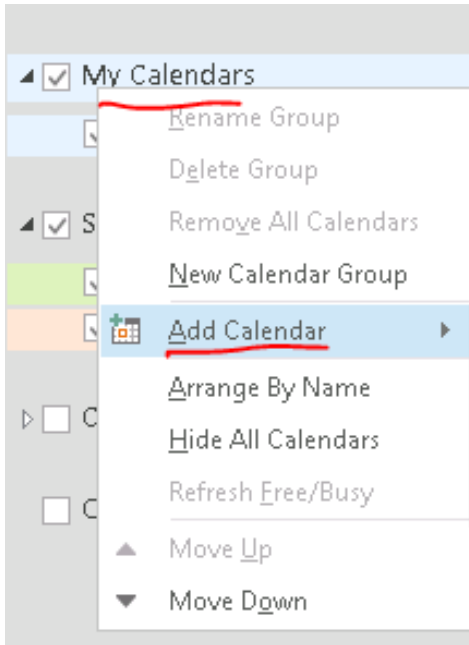 My Calendars
Rename Group
Delete Group
S
Remove All Calendars
New Calendar Group
Add Calendar
Arrange By Name
C
Hide All Calendars
Refresh Free/Busy
C
Move Up
Move Down